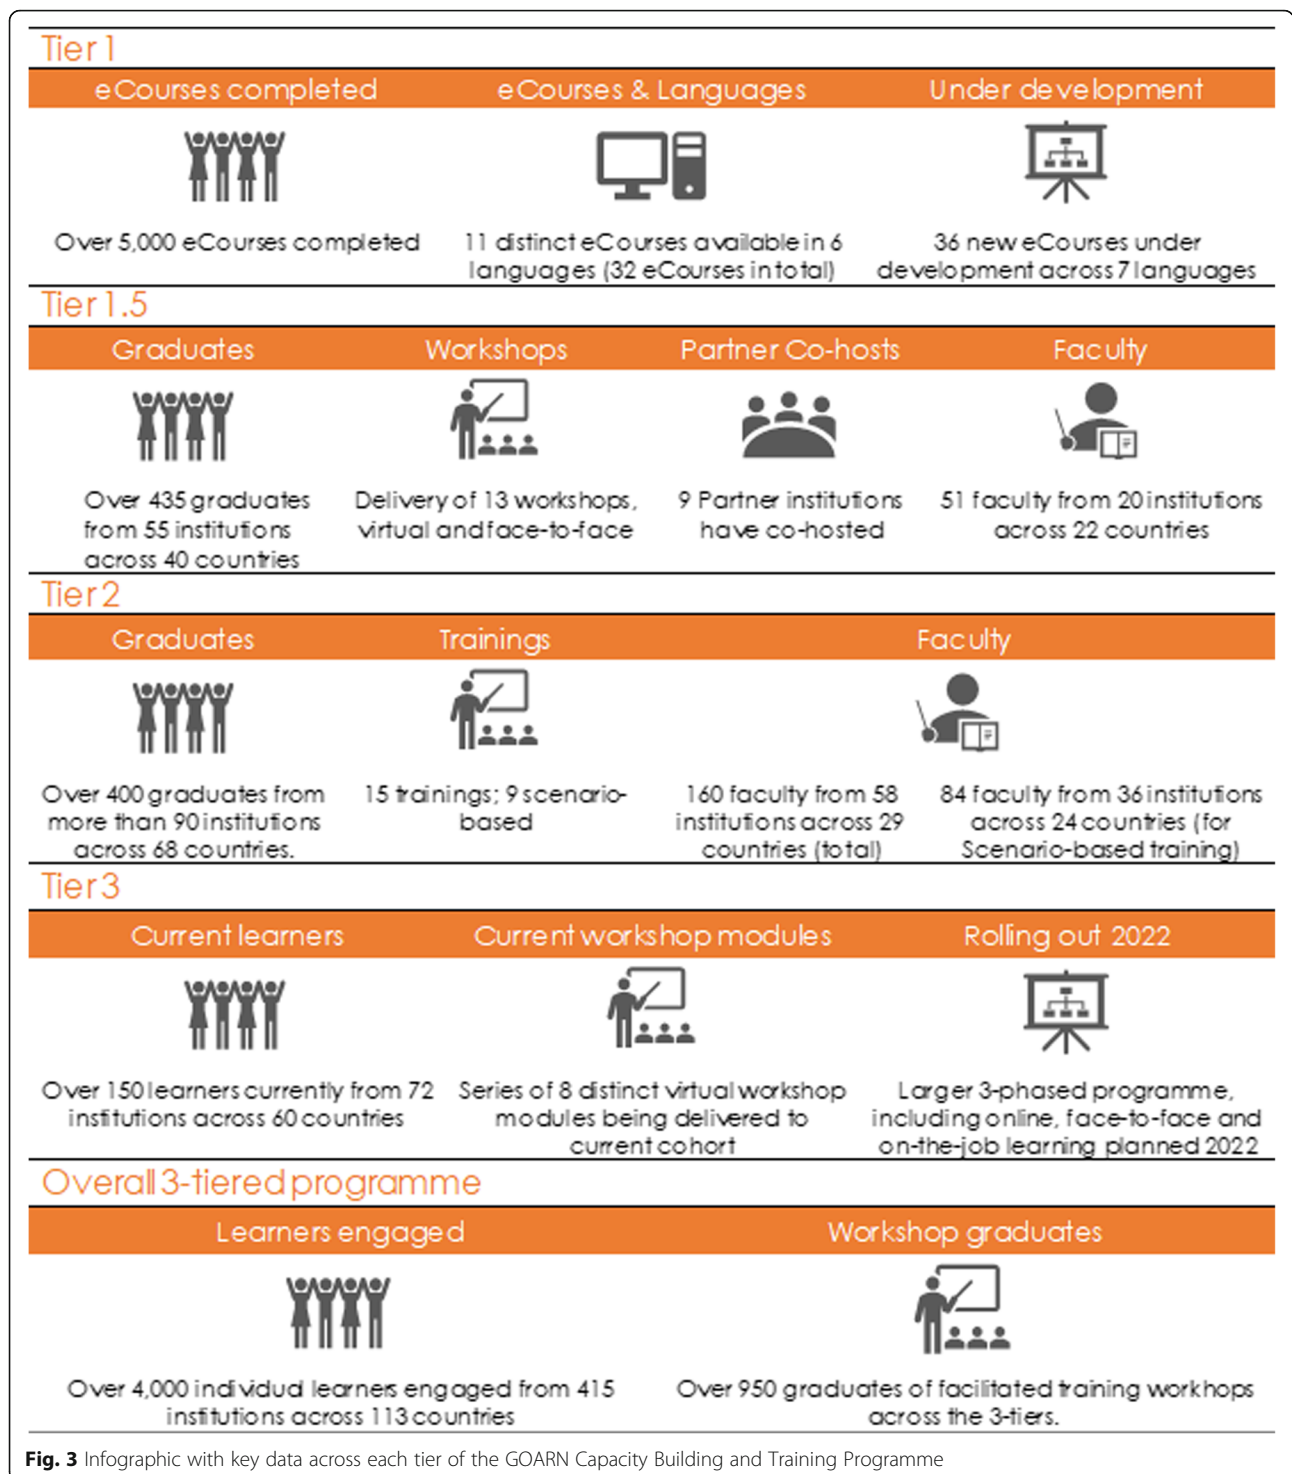 Tier 1
eCourses completed eCourses & Languages Under development
Over 5,000 eCourses completed
11 distinct eCourses available in 6
languages (32 eCourses in total)
36 new eCourses under
development across 7 languages
Tier 1.5
Graduates Workshops Partner Co-hosts Faculty
Over 435 graduates
from 55 institutions
across 40 countries
Delivery of 13 workshops,
virtual and face-to-face
9 Partner institutions
have co-hosted
51 faculty from 20 institutions
across 22 countries
Tier 2
Graduates Trainings Faculty
Over 400 graduates from
more than 90 institutions
across 68 countries.
15 trainings; 9 scenario-
based
160 faculty from 58
institutions across 29
countries (total)
84 faculty from 36 institutions
across 24 countries (for
Scenario-based training)
Tier 3
Current learners Current workshop modules Rolling out 2022
Over 150 learners currently from 72
institutions across 60 countries
Series of 8 distinct virtual workshop
modules being delivered to
current cohort
Larger 3-phased programme,
including online, face-to-face and
on-the-job learning planned 2022
Overall 3-tiered programme
Learners engaged Workshop graduates
Over 4,000 individual learners engaged from 415
institutions across 113 countries
Over 950 graduates of facilitated training workhops
across the 3-tiers.
Fig. 3 Infographic with key data across each tier of the GOARN Capacity Building and Training Programme